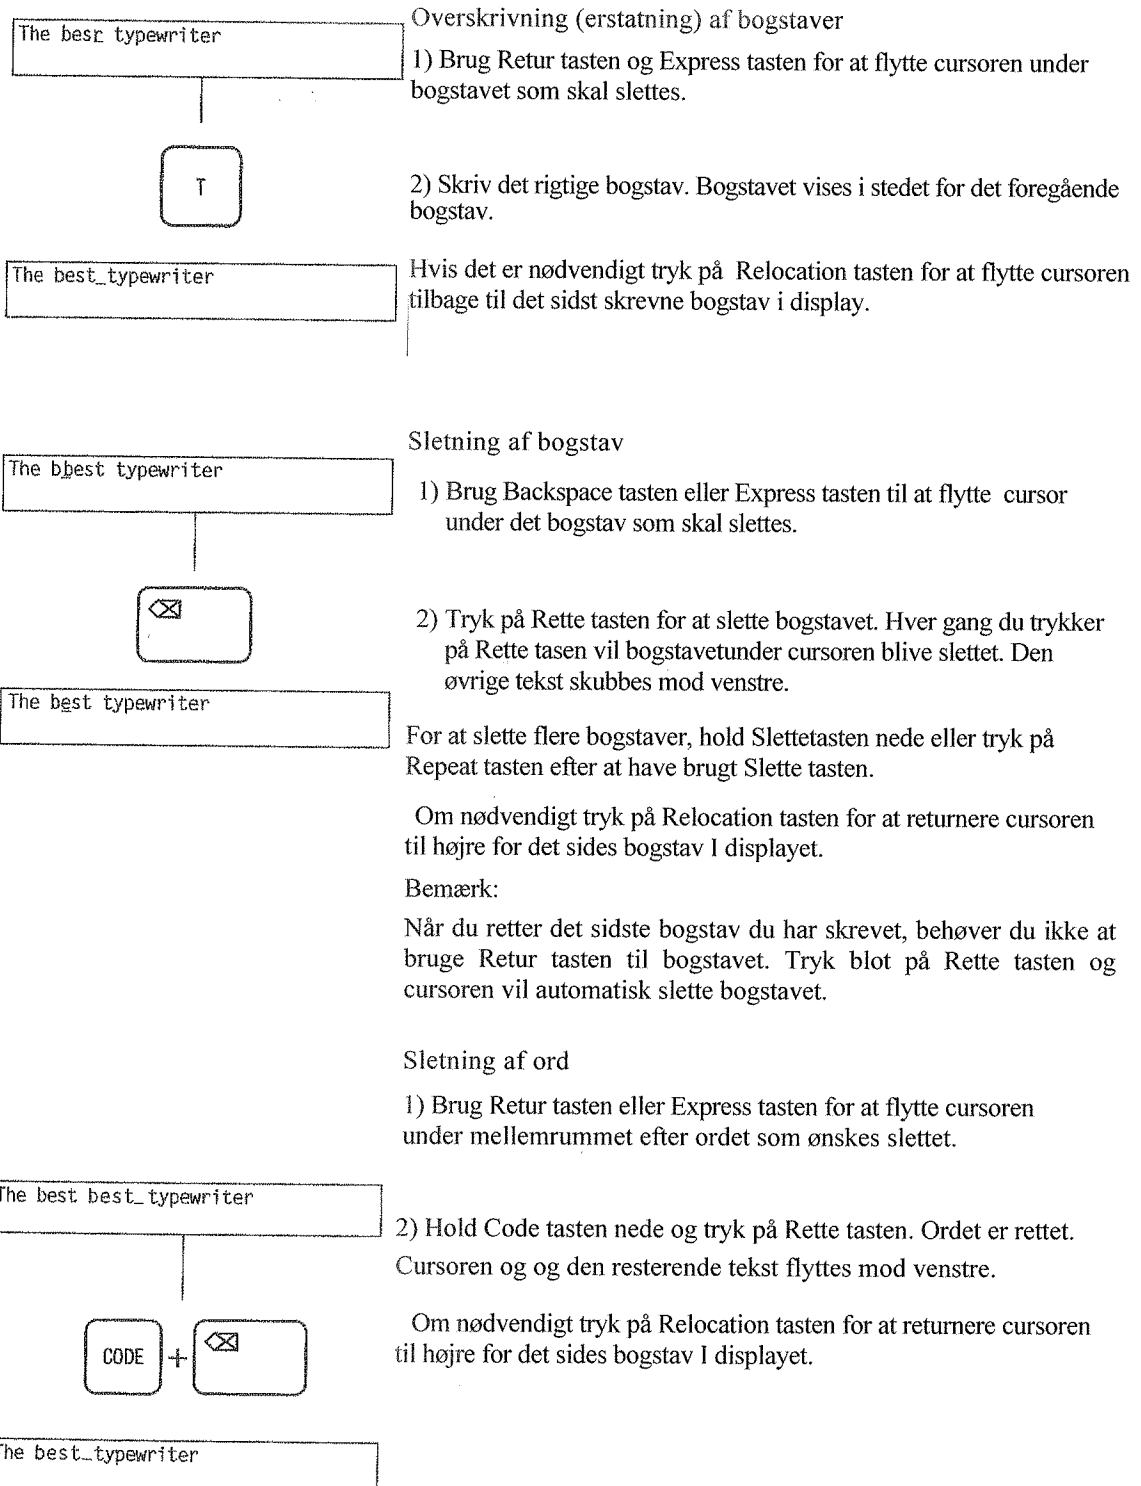 Overskrivning (erstatning) af bogstaver
The besr typewriter
1) Brug Retur tasten og Express tasten for at flytte cursoren under
bogstavet som skal slettes.
T
2) Skriv det rigtige bogstav. Bogstavet vises i stedet for det foregående
bogstav.
The best_typewriter
Hvis det er nødvendigt tryk på Relocation tasten for at flytte cursoren
tilbage til det sidst skrevne bogstav i display.
Sletning af bogstav
The bbest typewriter
1) Brug Backspace tasten eller Express tasten til at flytte cursor
under det bogstav som skal slettes.
2) Tryk på Rette tasten for at slette bogstavet. Hver gang du trykker
på Rette tasen vil bogstavetunder cursoren blive slettet. Den
øvrige tekst skubbes mod venstre.
The best typewriter
For at slette flere bogstaver, hold Slettetasten nede eller tryk på
Repeat tasten efter at have brugt Slette tasten.
Om nødvendigt tryk på Relocation tasten for at returnere cursoren
til højre for det sides bogstav I displayet.
Bemærk:
Når du retter det sidste bogstav du har skrevet, behøver du ikke at
bruge Retur tasten til bogstavet. Tryk blot på Rette tasten og
cursoren vil automatisk slette bogstavet.
Sletning af ord
1) Brug Retur tasten eller Express tasten for at flytte cursoren
under mellemrummet efter ordet som ønskes slettet.
The best best_typewriter
2) Hold Code tasten nede og tryk på Rette tasten. Ordet er rettet.
Cursoren og og den resterende tekst flyttes mod venstre.
CODE +
Om nødvendigt tryk på Relocation tasten for at returnere cursoren
til højre for det sides bogstav I displayet.
The best_typewriter